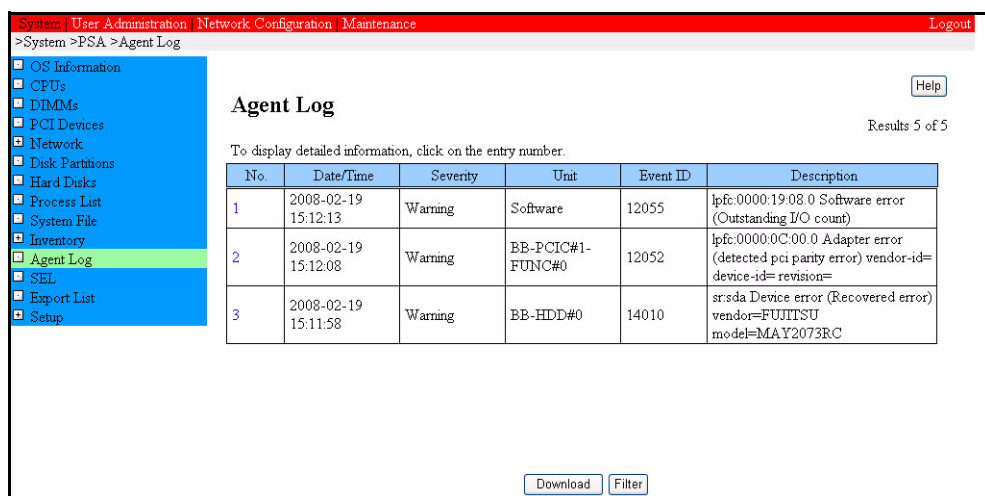 System | User Administration | Network Configuration | Maintenance Logout
>System >PSA >Agent Log
OS Information
CPUs
DIMMs
PCI Devices
Network
Disk Partitions
Hard Disks
Process List
System File
Inventory
Agent Log
SEL
Export List
Setup
Help
Agent Log
Results 5 of 5
To display detailed information, click on the entry number.
No. Date/Time Severity Unit Event ID Description
1 2008-02-19 15:12:13 Warning Software 12055 lpfc:0000:19:08.0 Software error (Outstanding I/O count)
2 2008-02-19 15:12:08 Warning BB-PCIC#1-FUNC#0 12052 lpfc:0000:0C:00.0 Adapter error (detected pci parity error) vendor-id= device-id= revision=
3 2008-02-19 15:11:58 Warning BB-HDD#0 14010 sr:sda Device error (Recovered error) vendor=FUJITSU model=MAY2073RC
Download Filter